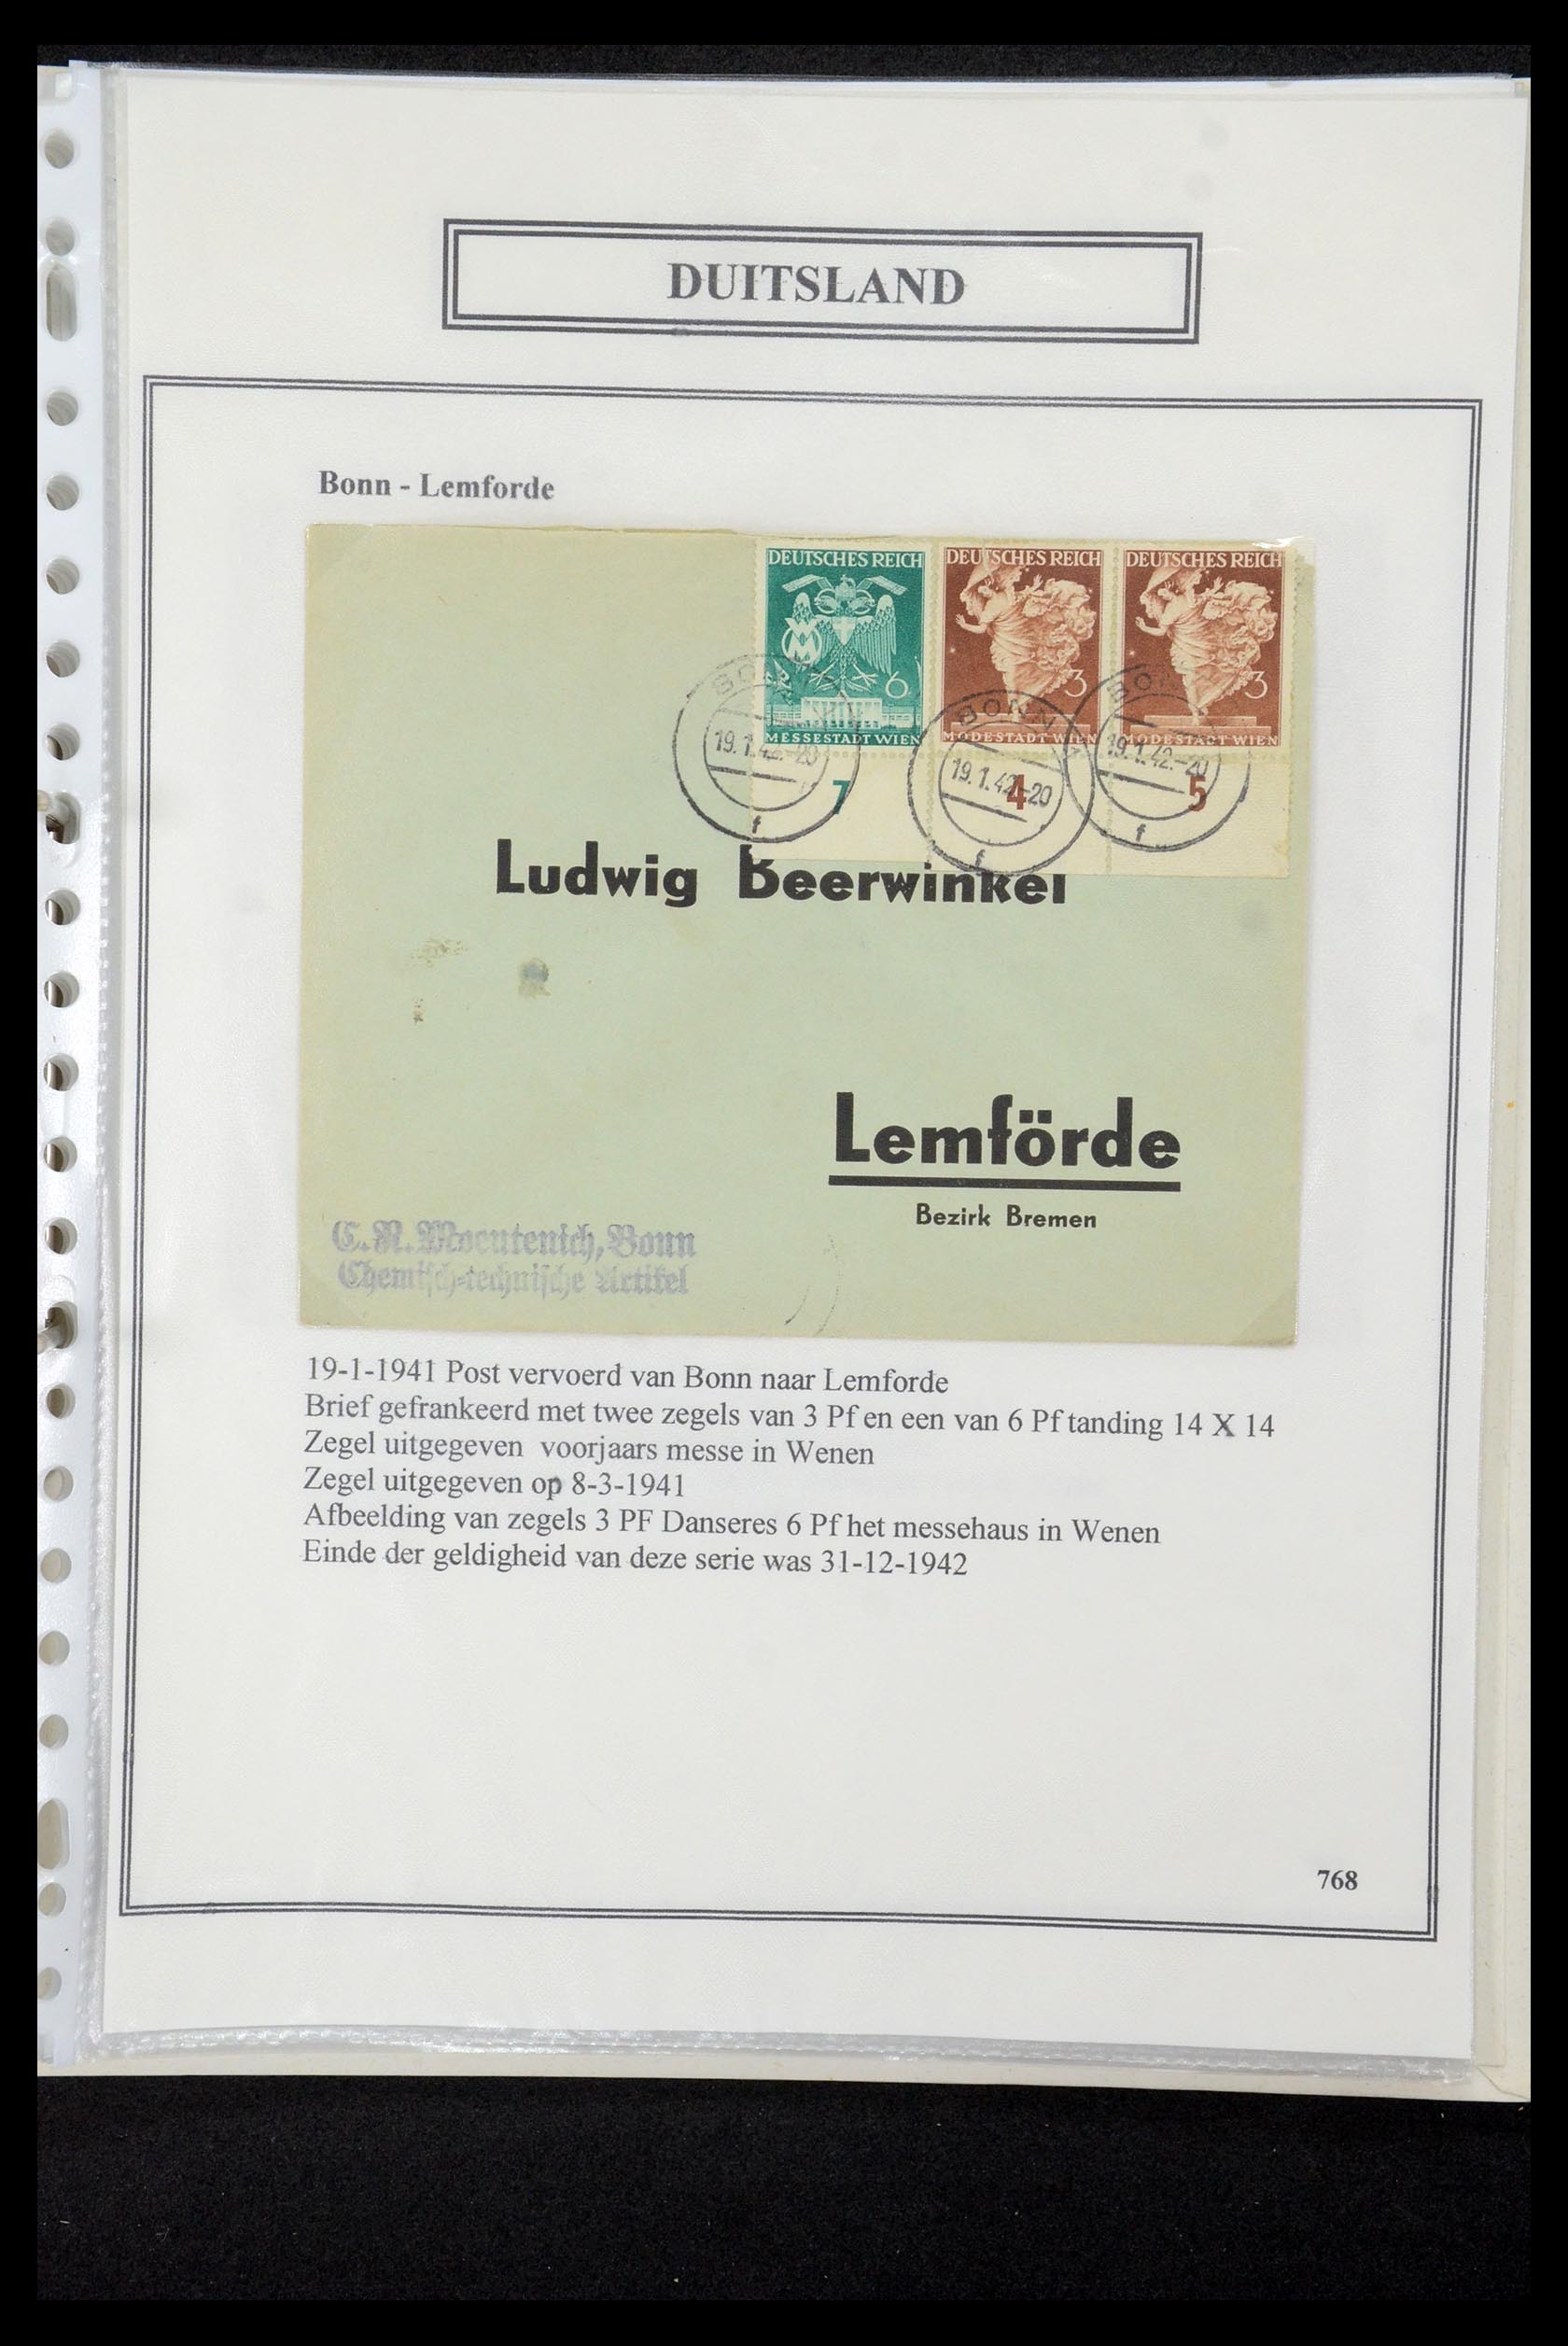 DUITSLAND
Bonn - Lemforde
DEUTSCHES REICH
DEUTSCHES REICH
DEUTSCHES REICH
M
6
3
3
MESSESTADT WIEN
MODESTADT WIEN
MODESTADT WIEN
BONN
BONN
BONN
19.1.42.-20
19.1.42.-20
19.1.42.-20
7
4
5
f
f
f
Ludwig Beerwinkel
Lemförde
Bezirk Bremen
Bonn
Chemisch-technische Artikel
19-1-1941 Post vervoerd van Bonn naar Lemforde
Brief gefrankeerd met twee zegels van 3 Pf en een van 6 Pf tanding 14 X 14
Zegel uitgegeven voorjaars messe in Wenen
Zegel uitgegeven op 8-3-1941
Afbeelding van zegels 3 PF Danseres 6 Pf het messehaus in Wenen
Einde der geldigheid van deze serie was 31-12-1942
768